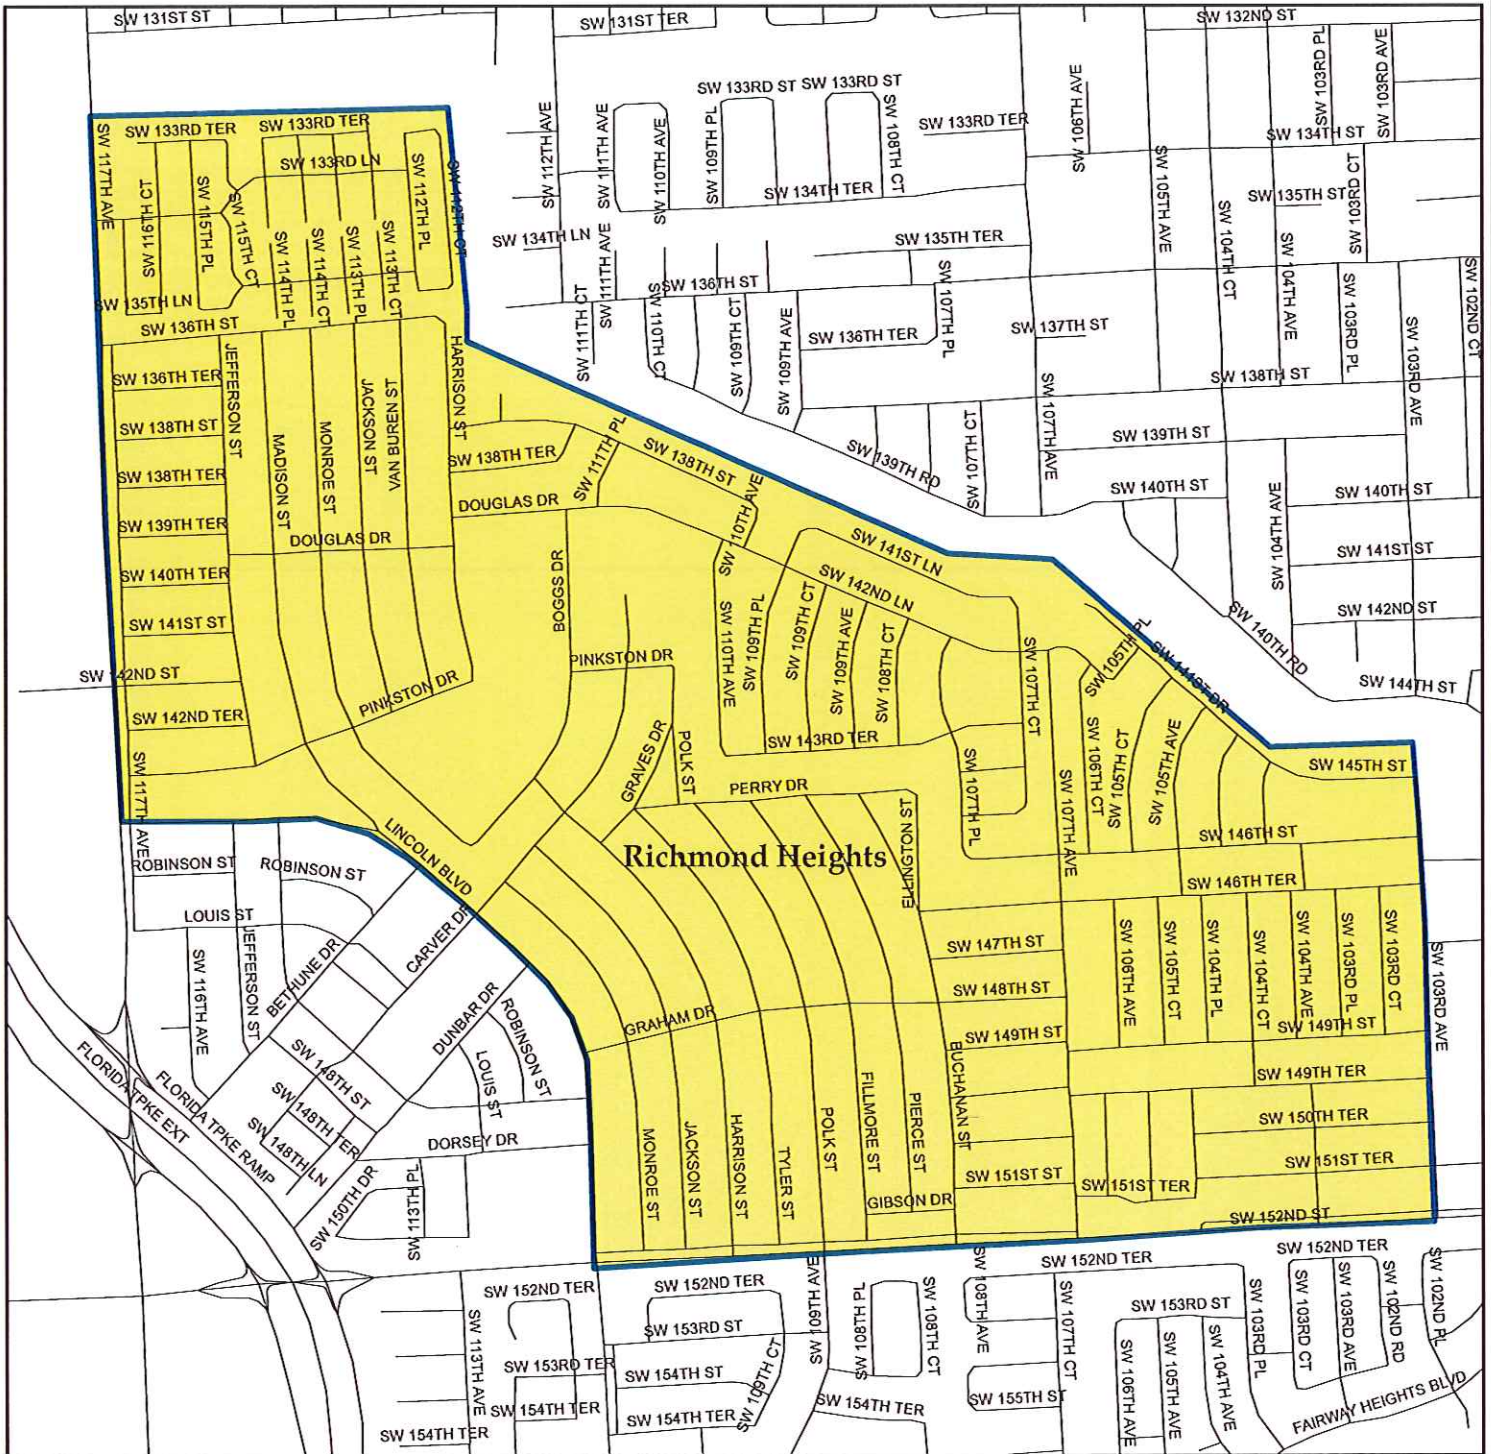 SW 131ST ST
SW 131ST TER
SW 132ND ST
SW 103RD PL
SW 103RD AVE
SW 133RD ST
SW 133RD ST
SW 106TH AVE
SW 112TH AVE
SW 111TH AVE
SW 110TH AVE
SW 109TH PL
SW 108TH CT
SW 133RD TER
SW 134TH ST
SW 117TH AVE
SW 133RD TER
SW 133RD TER
SW 133RD LN
SW 116TH CT
SW 115TH PL
SW 115TH CT
SW 112TH PL
SW 112TH CT
SW 134TH TER
SW 105TH AVE
SW 104TH CT
SW 135TH ST
SW 103RD CT
SW 114TH PL
SW 114TH CT
SW 113TH PL
SW 113TH CT
SW 134TH LN
SW 111TH AVE
SW 135TH TER
SW 104TH AVE
SW 103RD PL
SW 102ND CT
SW 135TH LN
SW 136TH ST
SW 111TH CT
SW 110TH CT
SW 136TH ST
SW 109TH CT
SW 109TH AVE
SW 136TH TER
SW 107TH PL
SW 137TH ST
SW 103RD AVE
JEFFERSON ST
HARRISON ST
SW 136TH TER
SW 138TH ST
SW 107TH AVE
JACKSON ST
VAN BUREN ST
SW 138TH ST
MADISON ST
MONROE ST
SW 138TH TER
SW 111TH PL
SW 138TH ST
SW 139TH RD
SW 107TH CT
SW 139TH ST
SW 138TH TER
DOUGLAS DR
SW 110TH AVE
SW 140TH ST
SW 104TH AVE
SW 140TH ST
SW 139TH TER
DOUGLAS DR
SW 141ST LN
SW 141ST ST
SW 140TH TER
BOGGS DR
SW 142ND LN
SW 142ND ST
SW 141ST ST
SW 110TH AVE
SW 109TH PL
SW 109TH CT
SW 109TH AVE
SW 108TH CT
SW 107TH CT
SW 105TH PL
SW 141ST DR
SW 140TH RD
SW 142ND ST
PINKSTON DR
PINKSTON DR
SW 144TH ST
SW 142ND TER
SW 143RD TER
SW 106TH CT
SW 105TH CT
SW 105TH AVE
SW 117TH AVE
GRAVES DR
POLK ST
PERRY DR
SW 107TH PL
SW 107TH AVE
SW 145TH ST
LINCOLN BLVD
Richmond Heights
ELLINGTON ST
SW 146TH ST
ROBINSON ST
ROBINSON ST
SW 146TH TER
LOUIS ST
JEFFERSON ST
BETHUNE DR
CARVER DR
SW 116TH AVE
SW 147TH ST
SW 106TH AVE
SW 105TH CT
SW 104TH PL
SW 104TH CT
SW 104TH AVE
SW 103RD PL
SW 103RD CT
SW 103RD AVE
SW 148TH ST
DUNBAR DR
ROBINSON ST
GRAHAM DR
SW 149TH ST
SW 149TH ST
FLORIDA TPKE EXT
FLORIDA TPKE RAMP
SW 148TH ST
SW 148TH TER
SW 148TH LN
LOUIS ST
BUCHANAN ST
SW 149TH TER
FILLMORE ST
PIERCE ST
SW 150TH TER
DORSEY DR
MONROE ST
JACKSON ST
HARRISON ST
TYLER ST
POLK ST
SW 151ST TER
SW 150TH DR
SW 113TH PL
GIBSON DR
SW 151ST ST
SW 151ST TER
SW 152ND ST
SW 152ND TER
SW 152ND TER
SW 109TH AVE
SW 108TH PL
SW 108TH CT
SW 108TH AVE
SW 152ND TER
SW 152ND TER
SW 113TH AVE
SW 153RD ST
SW 107TH CT
SW 153RD ST
SW 103RD PL
SW 103RD CT
SW 103RD AVE
SW 102ND RD
SW 102ND PL
SW 153RD TER
SW 154TH ST
SW 109TH CT
SW 106TH AVE
SW 105TH AVE
SW 104TH AVE
SW 154TH TER
SW 154TH TER
SW 154TH TER
SW 155TH ST
FAIRWAY HEIGHTS BLVD
SW 154TH TER